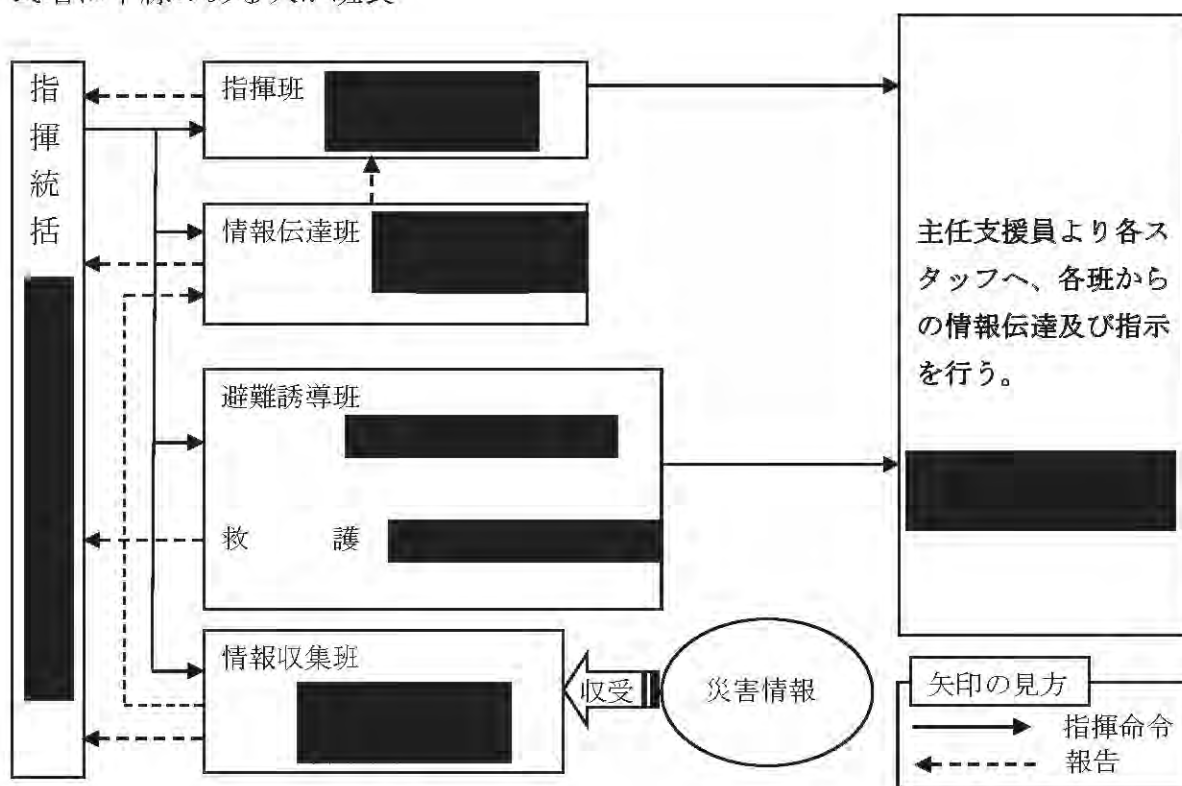 指揮統括
指揮班
情報伝達班
避難誘導班
救　　　護
情報収集班
収受
災害情報
主任支援員より各ス
タッフへ、各班から
の情報伝達及び指示
を行う。
矢印の見方
指揮命令
報告